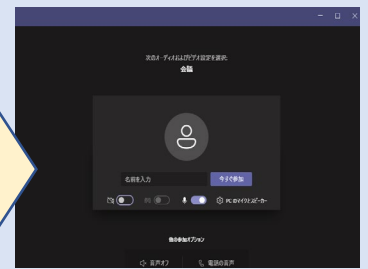 次のオーディオおよびビデオ設定を選択:
会議
名前を入力
今すぐ参加
PC のマイクとスピーカー
他の参加オプション
音声オフ
電話の音声